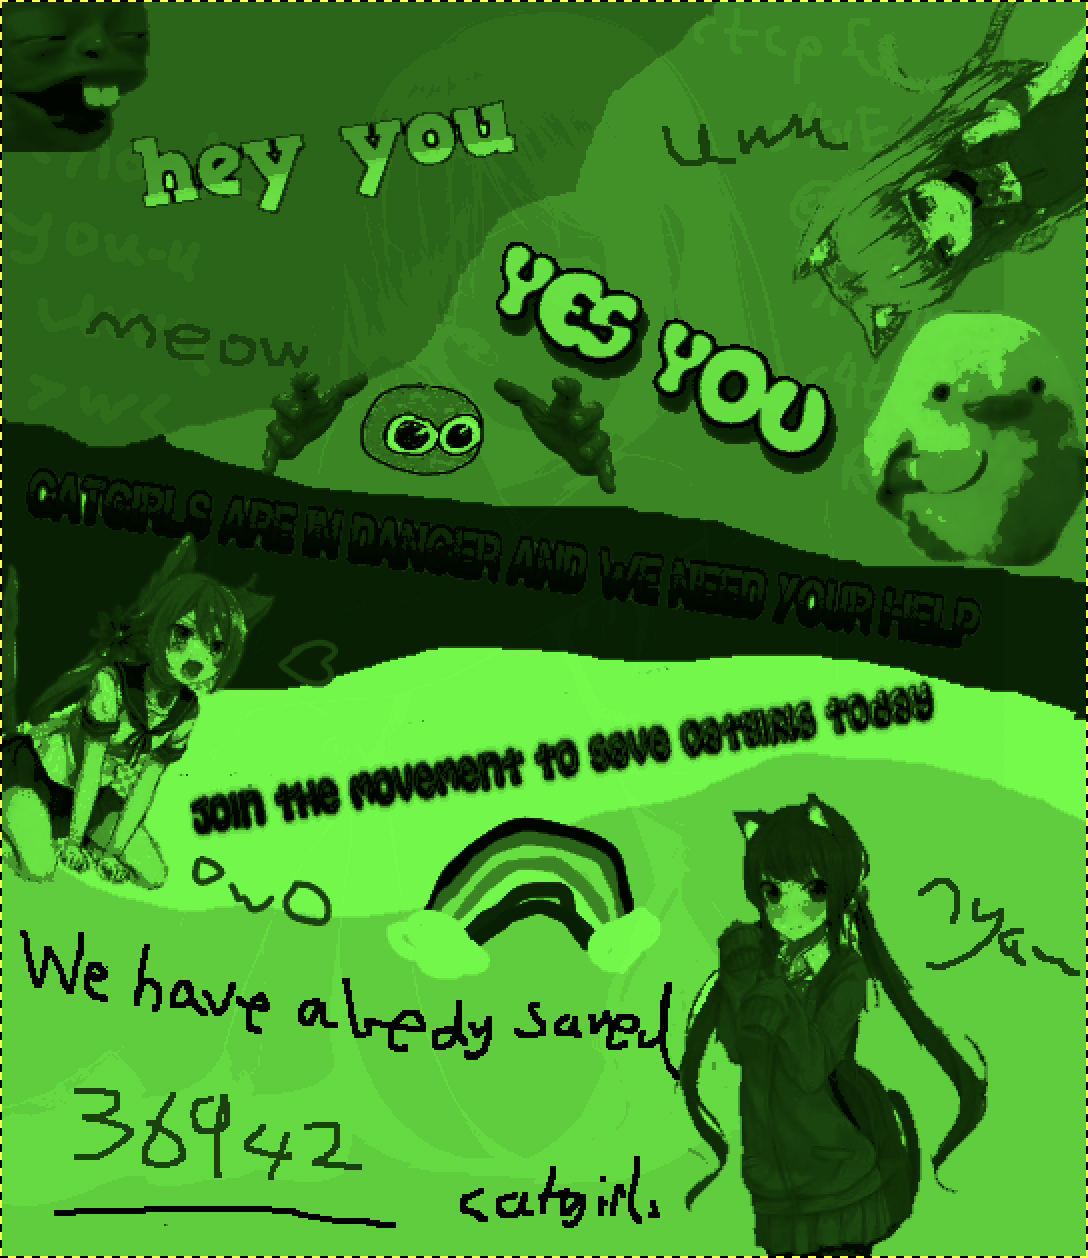 hey you
uwu
YES YOU
you-u
meow
>w<
CATGIRLS ARE IN DANGER AND WE NEED YOUR HELP
JOIN THE MOVEMENT TO SAVE CATGIRLS TODAY
OwO
nyan
We have alredy saved
36942
catgirls